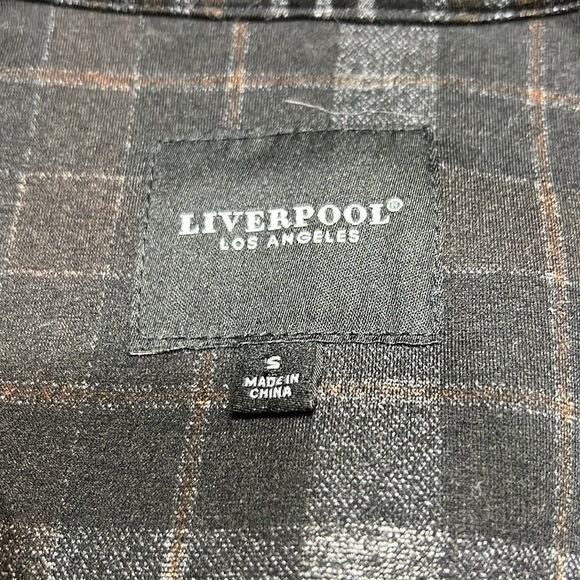 LIVERPOOL®
LOS ANGELES
S
MADE IN
CHINA